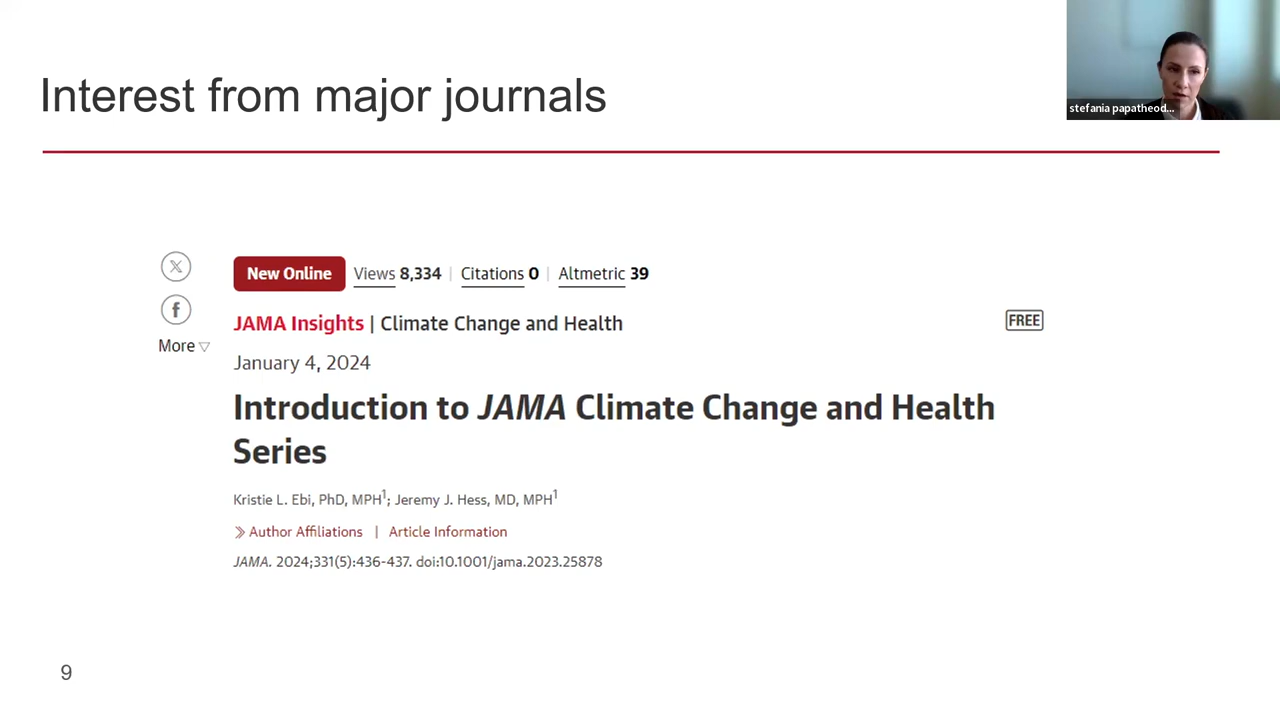 Interest from major journals
stefania papatheod...
New Online Views 8,334 | Citations 0 | Altmetric 39
JAMA Insights | Climate Change and Health
FREE
More
January 4, 2024
Introduction to JAMA Climate Change and Health
Series
Kristie L. Ebi, PhD, MPH1; Jeremy J. Hess, MD, MPH1
Author Affiliations | Article Information
JAMA. 2024;331(5):436-437. doi:10.1001/jama.2023.25878
9